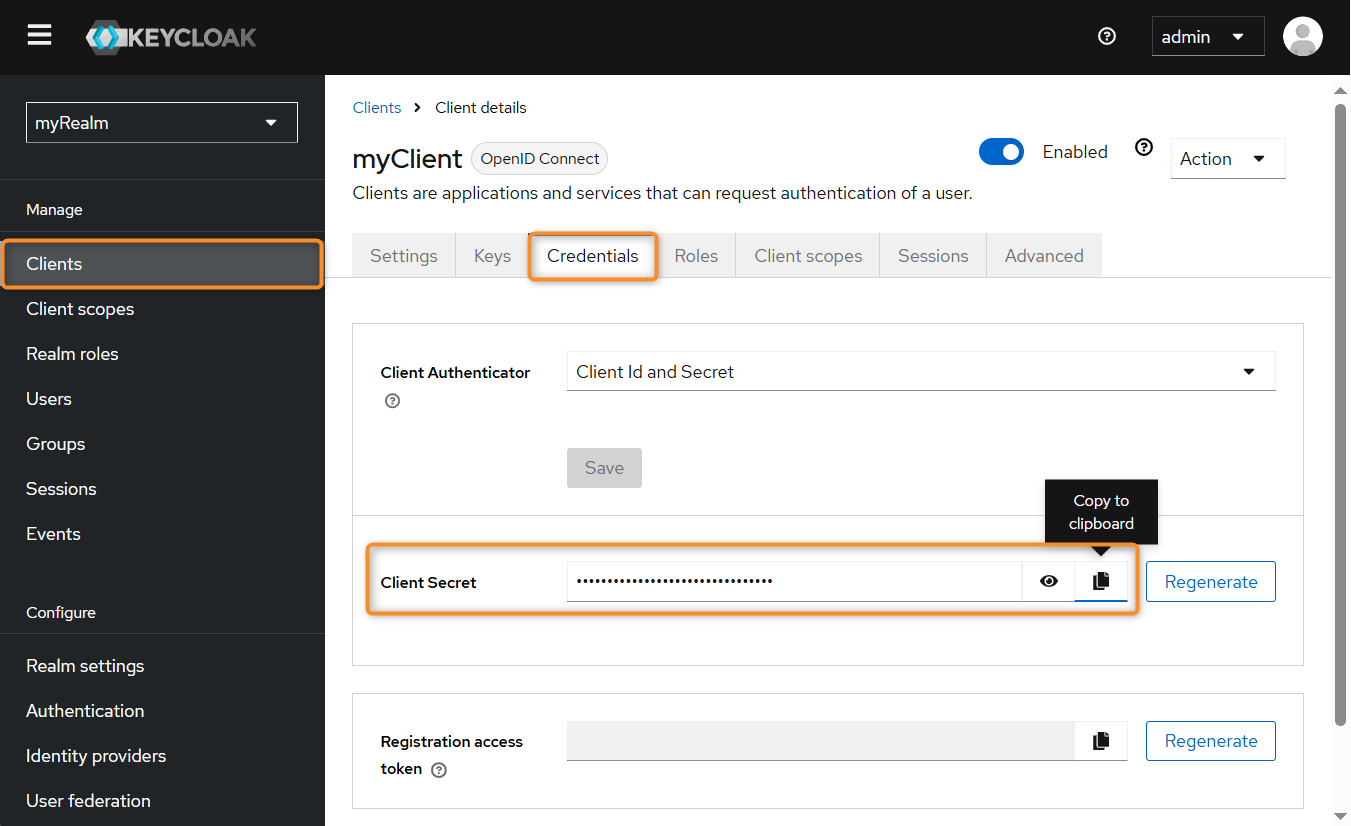 KEYCLOAK
admin
myRealm
Manage
Clients
Client scopes
Realm roles
Users
Groups
Sessions
Events
Configure
Realm settings
Authentication
Identity providers
User federation
Clients
Client details
myClient
OpenID Connect
Enabled
Action
Clients are applications and services that can request authentication of a user.
Settings
Keys
Credentials
Roles
Client scopes
Sessions
Advanced
Client Authenticator
Client Id and Secret
Save
Copy to
clipboard
Client Secret
••••••••••••••••••••••••••••••••
Regenerate
Registration access
token
Regenerate